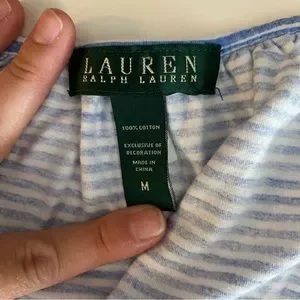 LAUREN
RALPH LAUREN
100% COTTON
EXCLUSIVE OF
DECORATION
MADE IN
CHINA
M